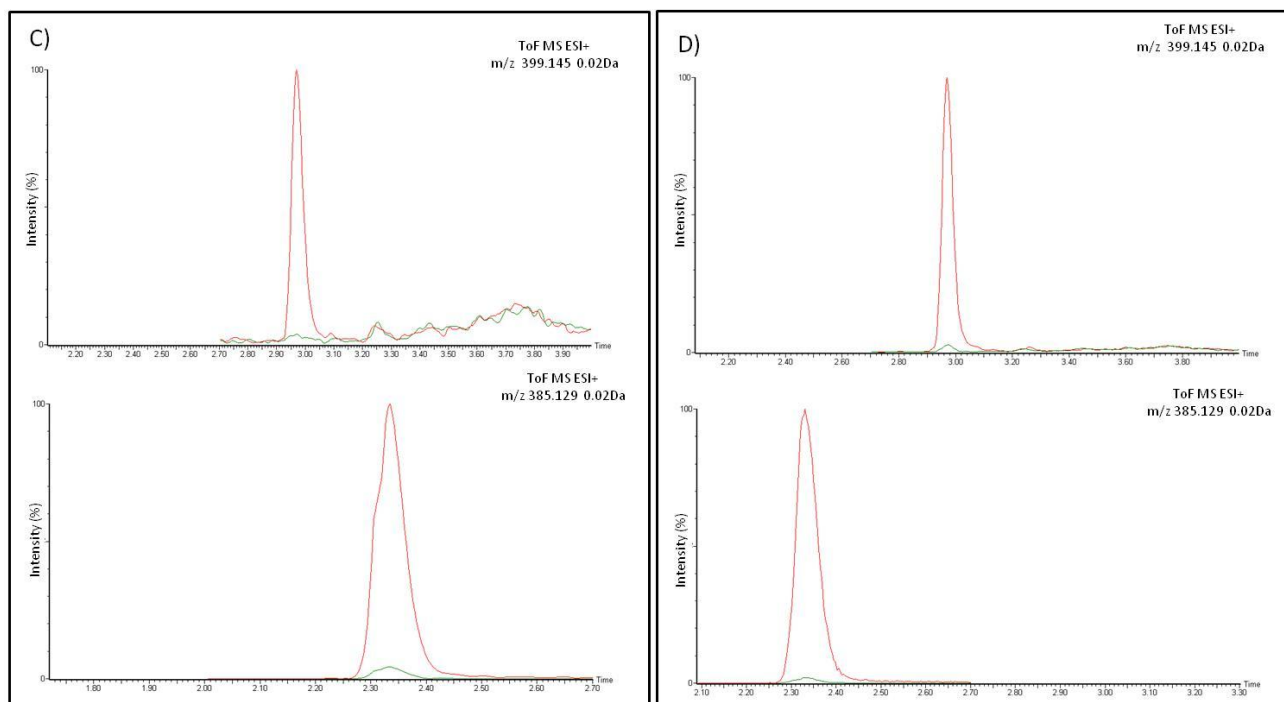 C)
ToF MS ESI+
m/z 399.145 0.02Da
100
Intensity (%)
0
2.20 2.30 2.40 2.50 2.60 2.70 2.80 2.90 3.00 3.10 3.20 3.30 3.40 3.50 3.60 3.70 3.80 3.90 Time
ToF MS ESI+
m/z 385.129 0.02Da
100
Intensity (%)
0
1.80 1.90 2.00 2.10 2.20 2.30 2.40 2.50 2.60 2.70 Time
D)
ToF MS ESI+
m/z 399.145 0.02Da
100
Intensity (%)
0
2.20 2.40 2.60 2.80 3.00 3.20 3.40 3.60 3.80 Time
ToF MS ESI+
m/z 385.129 0.02Da
100
Intensity (%)
0
2.10 2.20 2.30 2.40 2.50 2.60 2.70 2.80 2.90 3.00 3.10 3.20 3.30 Time